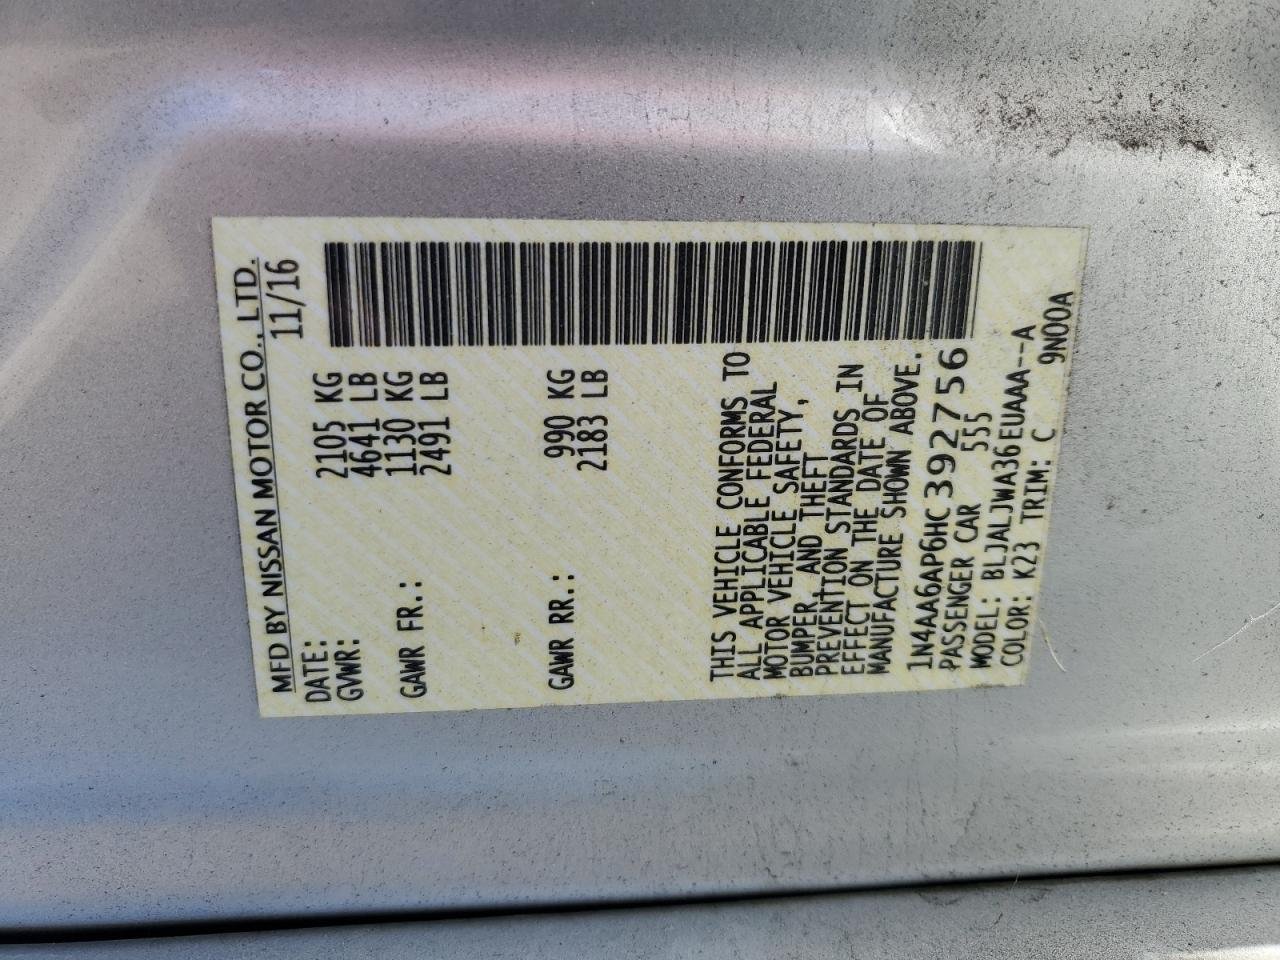 MFD BY NISSAN MOTOR CO., LTD.
DATE: 11/16
GVWR: 2105 KG
4641 LB
GAWR FR.: 1130 KG
2491 LB
GAWR RR.: 990 KG
2183 LB
THIS VEHICLE CONFORMS TO
ALL APPLICABLE FEDERAL
MOTOR VEHICLE SAFETY,
BUMPER, AND THEFT
PREVENTION STANDARDS IN
EFFECT ON THE DATE OF
MANUFACTURE SHOWN ABOVE.
1N4AA6AP6HC392756
PASSENGER CAR 555
MODEL: BLJALJWA36EUAAA--A
COLOR: K23 TRIM: C 9N00A